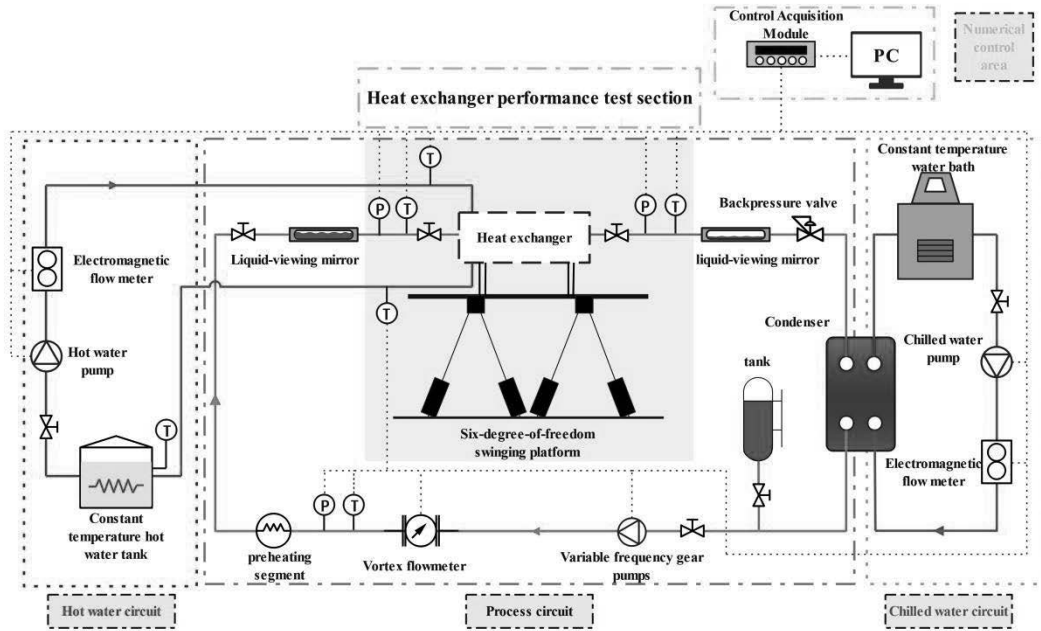 Control Acquisition
Module
PC
Numerical
control
area
Heat exchanger performance test section
T
P
T
P
T
Constant temperature
water bath
Backpressure valve
Heat exchanger
Liquid-viewing mirror
liquid-viewing mirror
Electromagnetic
flow meter
T
Condenser
Chilled water
pump
Hot water
pump
tank
T
Six-degree-of-freedom
swinging platform
Electromagnetic
flow meter
P
T
Constant
temperature hot
water tank
preheating
segment
Vortex flowmeter
Variable frequency gear
pumps
Hot water circuit
Process circuit
Chilled water circuit